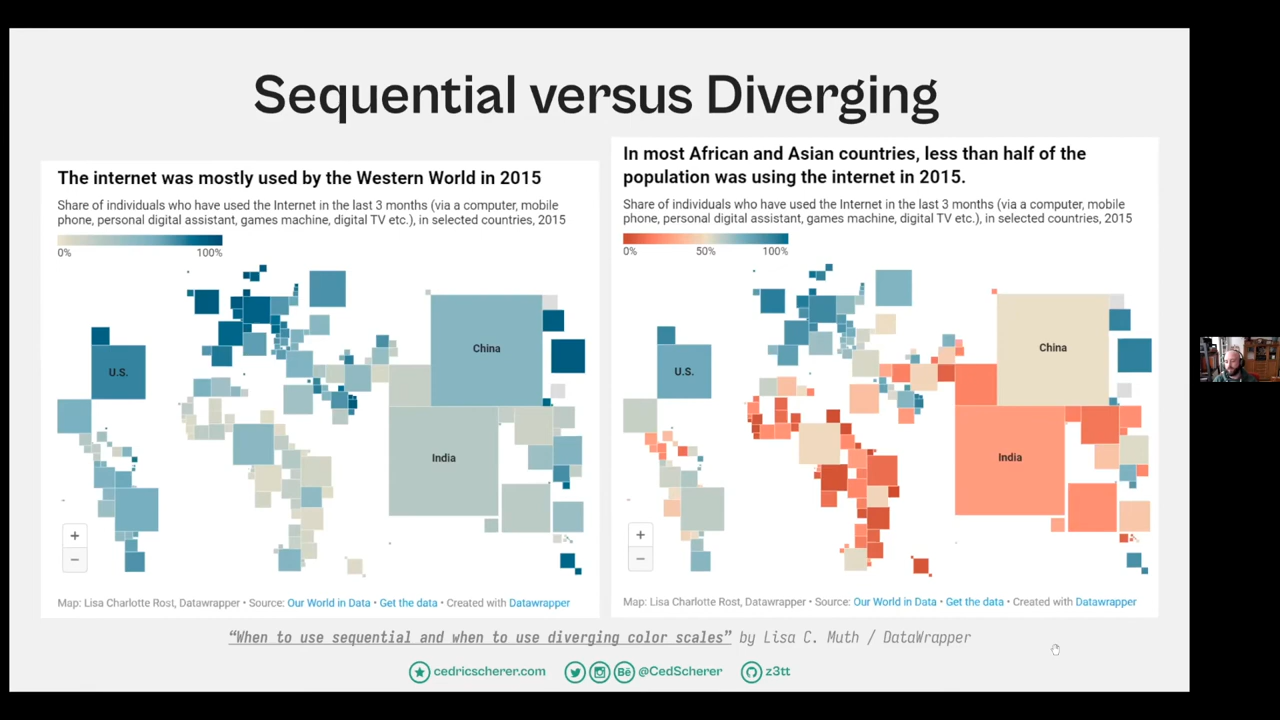 Sequential versus Diverging
The internet was mostly used by the Western World in 2015
Share of individuals who have used the Internet in the last 3 months (via a computer, mobile
phone, personal digital assistant, games machine, digital TV etc.), in selected countries, 2015
0% 100%
China
U.S.
India
+
−
Map: Lisa Charlotte Rost, Datawrapper • Source: Our World in Data • Get the data • Created with Datawrapper
In most African and Asian countries, less than half of the
population was using the internet in 2015.
Share of individuals who have used the Internet in the last 3 months (via a computer, mobile
phone, personal digital assistant, games machine, digital TV etc.), in selected countries, 2015
0% 50% 100%
China
U.S.
India
+
−
Map: Lisa Charlotte Rost, Datawrapper • Source: Our World in Data • Get the data • Created with Datawrapper
“When to use sequential and when to use diverging color scales” by Lisa C. Muth / DataWrapper
cedricscherer.com Bē @CedScherer z3tt